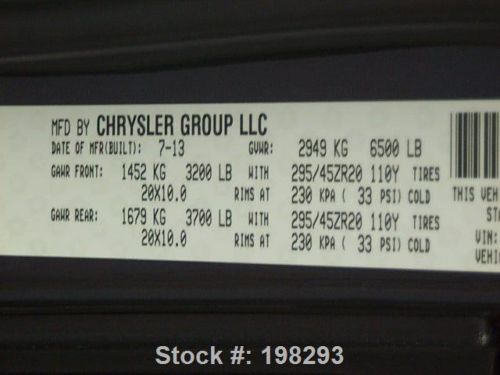 MFD BY CHRYSLER GROUP LLC
DATE OF MFR(BUILT): 7-13 GVWR: 2949 KG 6500 LB
GAWR FRONT: 1452 KG 3200 LB WITH 295/45ZR20 110Y TIRES
20X10.0 RIMS AT 230 KPA ( 33 PSI) COLD
GAWR REAR: 1679 KG 3700 LB WITH 295/45ZR20 110Y TIRES
20X10.0 RIMS AT 230 KPA ( 33 PSI) COLD
THIS VEH
VIN:
Stock #: 198293